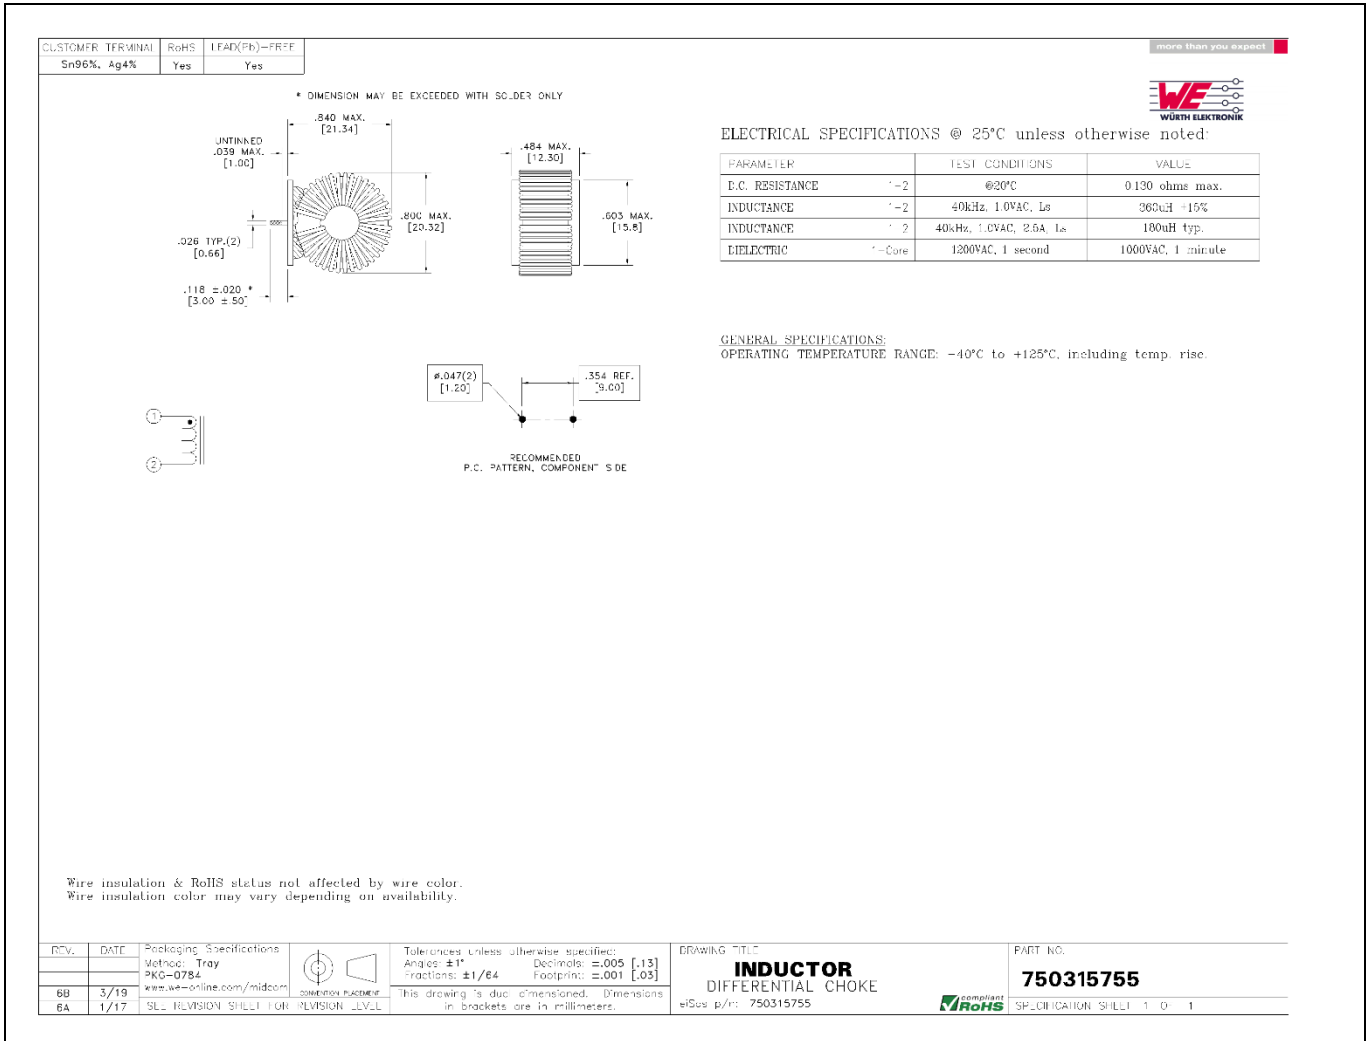 CUSTOMER TERMINAL RoHS LEAD(Pb)-FREE
Sn96%, Ag4% Yes Yes
more than you expect
WE
WÜRTH ELEKTRONIK
* DIMENSION MAY BE EXCEEDED WITH SOLDER ONLY
.840 MAX.
[21.34]
UNTINNED
.039 MAX.
[1.00]
.484 MAX.
[12.30]
.800 MAX.
[20.32]
.603 MAX.
[15.8]
.026 TYP.(2)
[0.66]
.118 ±.020 *
[3.00 ±.50]
ELECTRICAL SPECIFICATIONS @ 25°C unless otherwise noted:
PARAMETER TEST CONDITIONS VALUE
D.C. RESISTANCE 1-2 @20°C 0.130 ohms max.
INDUCTANCE 1-2 40kHz, 1.0VAC, Ls 360uH ±15%
INDUCTANCE 1-2 40kHz, 1.0VAC, 2.5A, Ls 180uH typ.
DIELECTRIC 1-Core 1200VAC, 1 second 1000VAC, 1 minute
GENERAL SPECIFICATIONS:
OPERATING TEMPERATURE RANGE: -40°C to +125°C, including temp. rise.
ø.047(2)
[1.20]
.354 REF.
[9.00]
1
2
RECOMMENDED
P.C. PATTERN, COMPONENT SIDE
Wire insulation & RoHS status not affected by wire color.
Wire insulation color may vary depending on availability.
REV. DATE
6B 3/19
6A 1/17
Packaging Specifications
Method: Tray
PKG-0784
www.we-online.com/midcom
SEE REVISION SHEET FOR REVISION LEVEL
CONVENTION PLACEMENT
Tolerances unless otherwise specified:
Angles: ±1° Decimals: ±.005 [.13]
Fractions: ±1/64 Footprint: ±.001 [.03]
This drawing is dual dimensioned. Dimensions
in brackets are in millimeters.
DRAWING TITLE
INDUCTOR
DIFFERENTIAL CHOKE
eiSos p/n: 750315755
compliant
RoHS
PART NO.
750315755
SPECIFICATION SHEET 1 OF 1